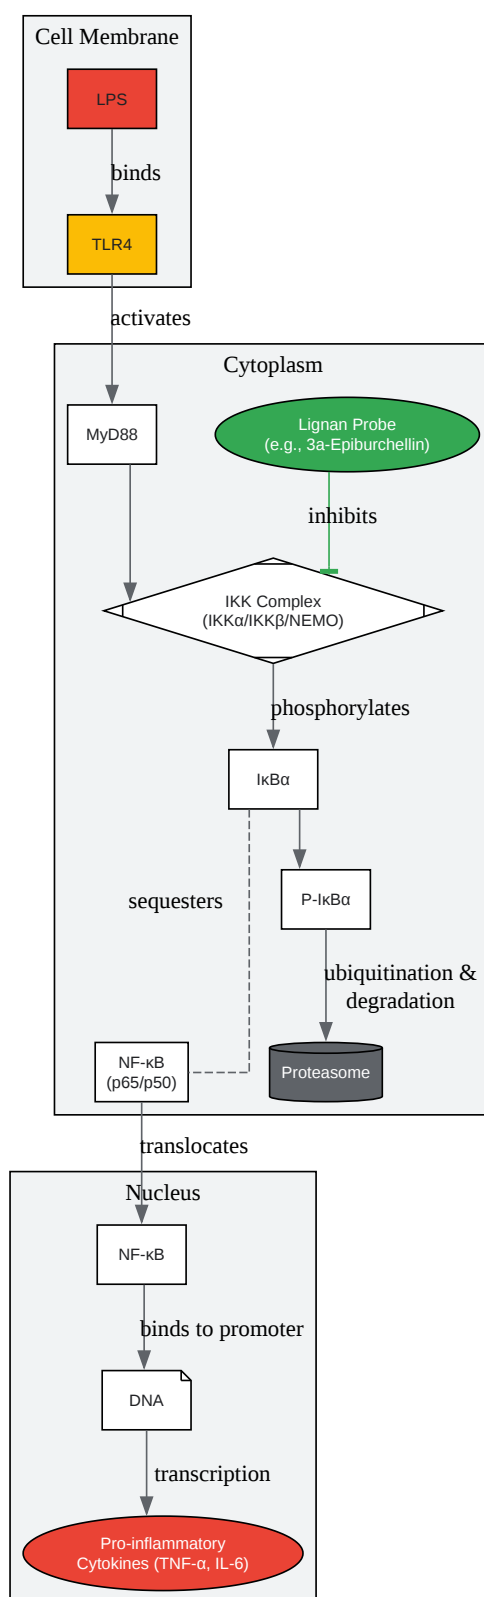 Cell Membrane
LPS
binds
TLR4
activates
Cytoplasm
MyD88
Lignan Probe
(e.g., 3a-Epiburchellin)
inhibits
IKK Complex
(IKKα/IKKβ/NEMO)
phosphorylates
IκBα
sequesters
P-IκBα
ubiquitination &
degradation
NF-κB
(p65/p50)
Proteasome
translocates
Nucleus
NF-κB
binds to promoter
DNA
transcription
Pro-inflammatory
Cytokines (TNF-α, IL-6)